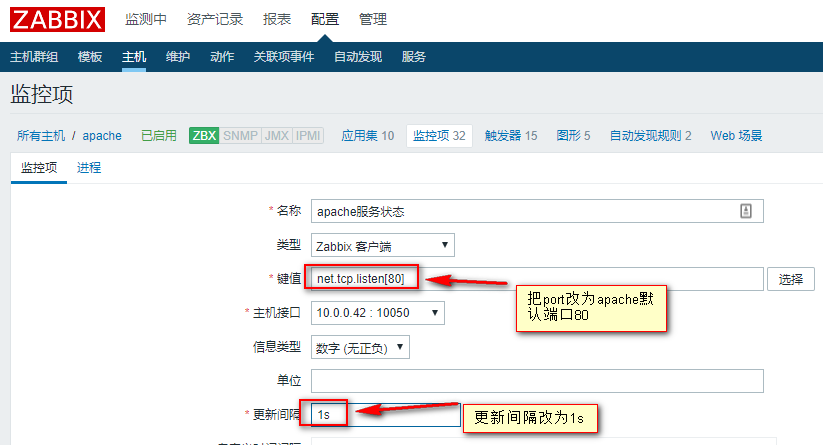 ZABBIX 监测中 资产记录 报表 配置 管理
主机群组 模板 主机 维护 动作 关联项事件 自动发现 服务
监控项
所有主机 / apache 已启用 ZBX SNMP JMX IPMI 应用集 10 监控项 32 触发器 15 图形 5 自动发现规则 2 Web 场景
监控项 进程
* 名称 apache服务状态
类型 Zabbix 客户端
* 键值 net.tcp.listen[80] 选择
把port改为apache默
认端口80
* 主机接口 10.0.0.42 : 10050
信息类型 数字 (无正负)
单位
* 更新间隔 1s 更新间隔改为1s